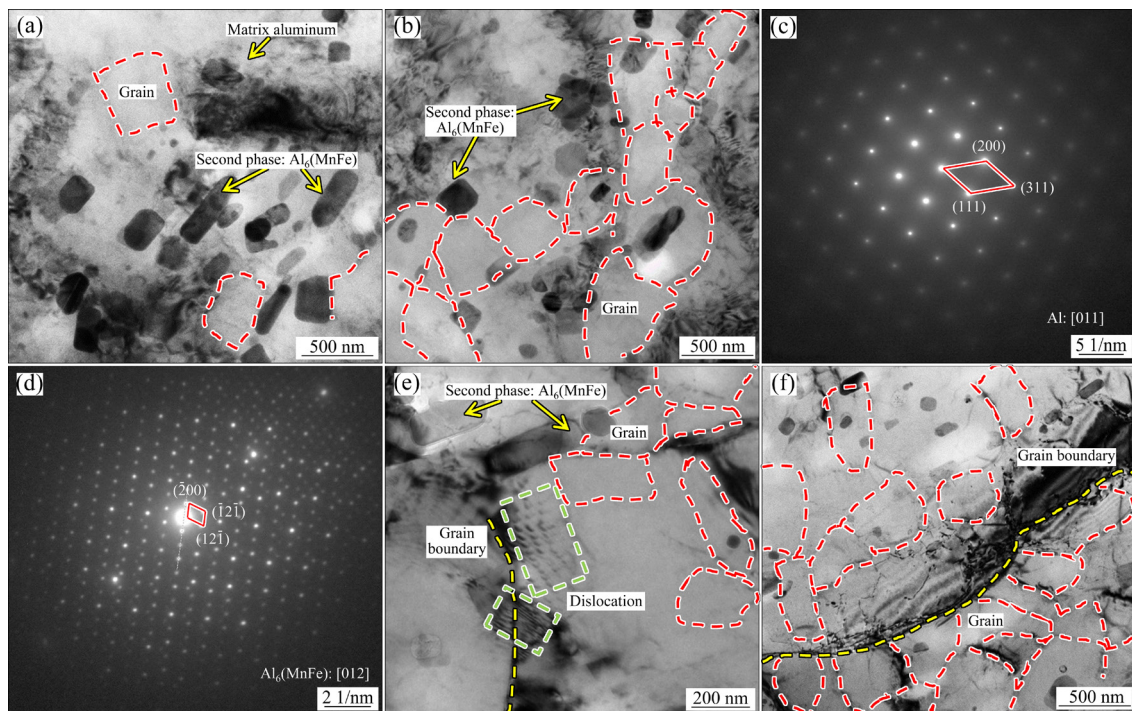 (a)
Matrix aluminum
Grain
Second phase: Al₆(MnFe)
500 nm
(b)
Second phase:
Al₆(MnFe)
Grain
500 nm
(c)
(200)
(311)
(111)
Al: [011]
5 1/nm
(d)
(2̄00)
(1̄21̄)
(121̄)
Al₆(MnFe): [012]
2 1/nm
(e)
Second phase: Al₆(MnFe)
Grain
Grain
boundary
Dislocation
200 nm
(f)
Grain boundary
Grain
500 nm